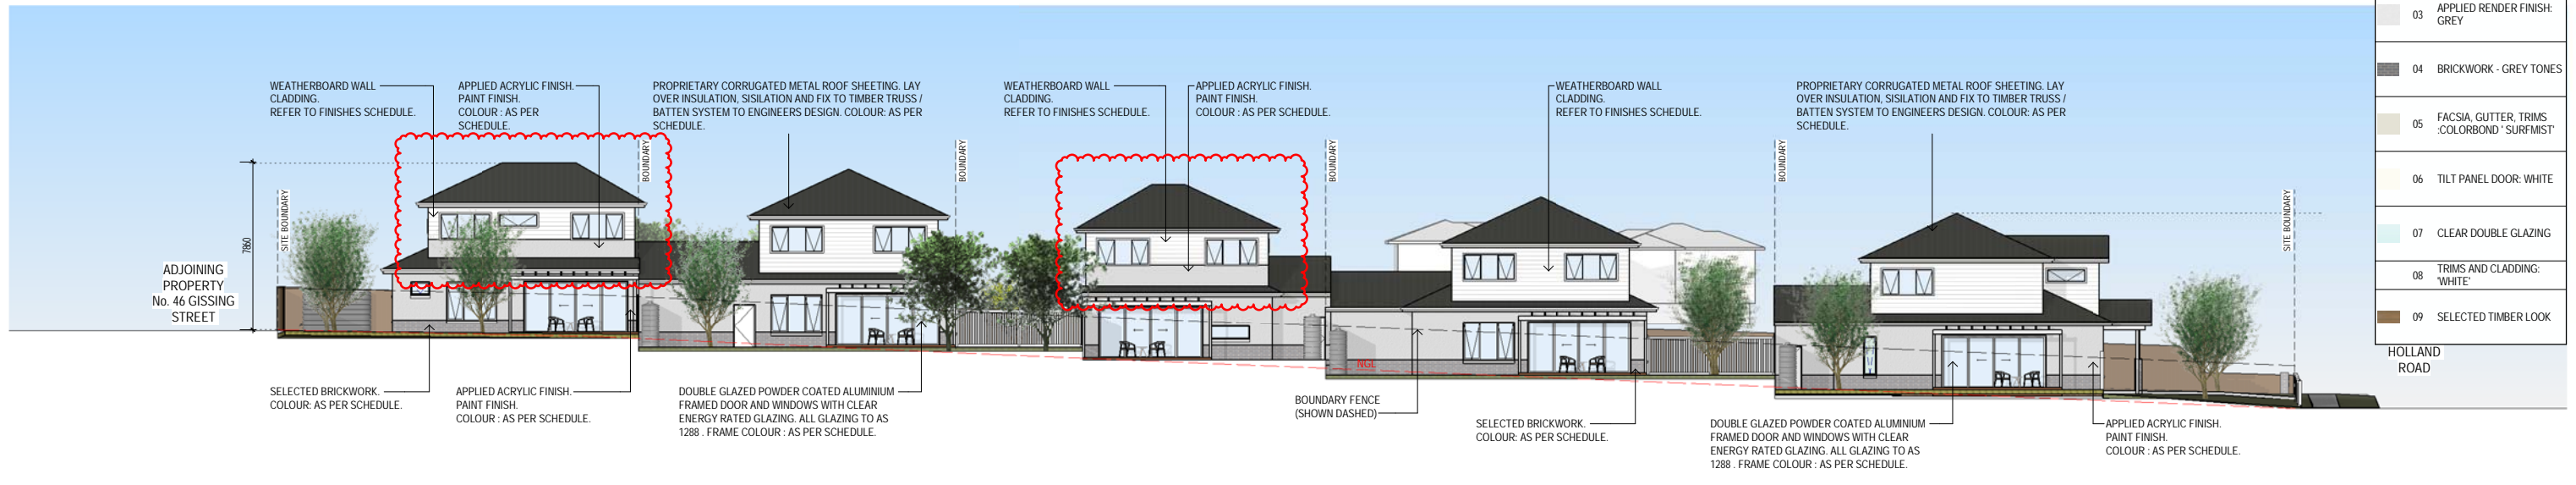 WEATHERBOARD WALL
CLADDING.
REFER TO FINISHES SCHEDULE.
APPLIED ACRYLIC FINISH.
PAINT FINISH.
COLOUR : AS PER
SCHEDULE.
PROPRIETARY CORRUGATED METAL ROOF SHEETING. LAY
OVER INSULATION, SISILATION AND FIX TO TIMBER TRUSS /
BATTEN SYSTEM TO ENGINEERS DESIGN. COLOUR: AS PER
SCHEDULE.
WEATHERBOARD WALL
CLADDING.
REFER TO FINISHES SCHEDULE.
APPLIED ACRYLIC FINISH.
PAINT FINISH.
COLOUR : AS PER SCHEDULE.
WEATHERBOARD WALL
CLADDING.
REFER TO FINISHES SCHEDULE.
PROPRIETARY CORRUGATED METAL ROOF SHEETING. LAY
OVER INSULATION, SISILATION AND FIX TO TIMBER TRUSS /
BATTEN SYSTEM TO ENGINEERS DESIGN. COLOUR: AS PER
SCHEDULE.
03 APPLIED RENDER FINISH:
GREY
04 BRICKWORK - GREY TONES
05 FACSIA, GUTTER, TRIMS
:COLORBOND ' SURFMIST'
06 TILT PANEL DOOR: WHITE
07 CLEAR DOUBLE GLAZING
08 TRIMS AND CLADDING:
'WHITE'
09 SELECTED TIMBER LOOK
SITE BOUNDARY
BOUNDARY
BOUNDARY
BOUNDARY
BOUNDARY
SITE BOUNDARY
7860
ADJOINING
PROPERTY
No. 46 GISSING
STREET
NGL
HOLLAND
ROAD
SELECTED BRICKWORK.
COLOUR: AS PER SCHEDULE.
APPLIED ACRYLIC FINISH.
PAINT FINISH.
COLOUR : AS PER SCHEDULE.
DOUBLE GLAZED POWDER COATED ALUMINIUM
FRAMED DOOR AND WINDOWS WITH CLEAR
ENERGY RATED GLAZING. ALL GLAZING TO AS
1288 . FRAME COLOUR : AS PER SCHEDULE.
BOUNDARY FENCE
(SHOWN DASHED)
SELECTED BRICKWORK.
COLOUR: AS PER SCHEDULE.
DOUBLE GLAZED POWDER COATED ALUMINIUM
FRAMED DOOR AND WINDOWS WITH CLEAR
ENERGY RATED GLAZING. ALL GLAZING TO AS
1288 . FRAME COLOUR : AS PER SCHEDULE.
APPLIED ACRYLIC FINISH.
PAINT FINISH.
COLOUR : AS PER SCHEDULE.